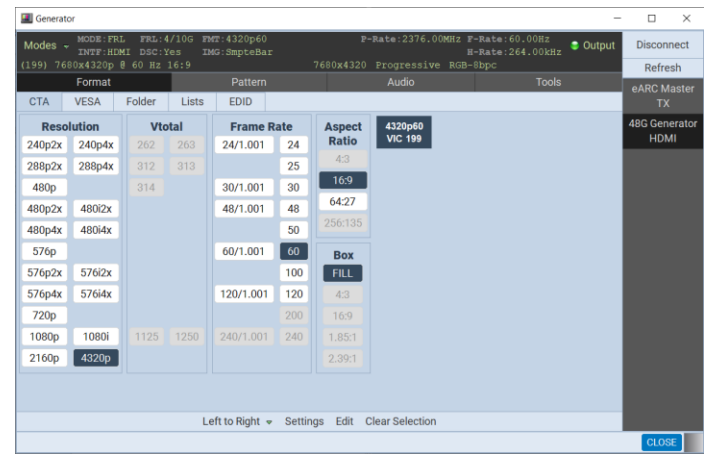 Generator
Modes MODE:FRL FRL:4/10G FMT:4320p60 P-Rate:2376.00MHz F-Rate:60.00Hz Output
INTF:HDMI DSC:Yes IMG:SmpteBar H-Rate:264.00kHz
(199) 7680x4320p @ 60 Hz 16:9 7680x4320 Progressive RGB-8bpc
Disconnect
Refresh
eARC Master
TX
48G Generator
HDMI
Format Pattern Audio Tools
CTA VESA Folder Lists EDID
Resolution
240p2x 240p4x
288p2x 288p4x
480p
480p2x 480i2x
480p4x 480i4x
576p
576p2x 576i2x
576p4x 576i4x
720p
1080p 1080i
2160p 4320p
Vtotal
262 263
312 313
314
1125 1250
Frame Rate
24/1.001 24
25
30/1.001 30
48/1.001 48
50
60/1.001 60
100
120/1.001 120
200
240/1.001 240
Aspect
Ratio
4:3
16:9
64:27
256:135
Box
FILL
4:3
16:9
1.85:1
2.39:1
4320p60
VIC 199
Left to Right Settings Edit Clear Selection
CLOSE